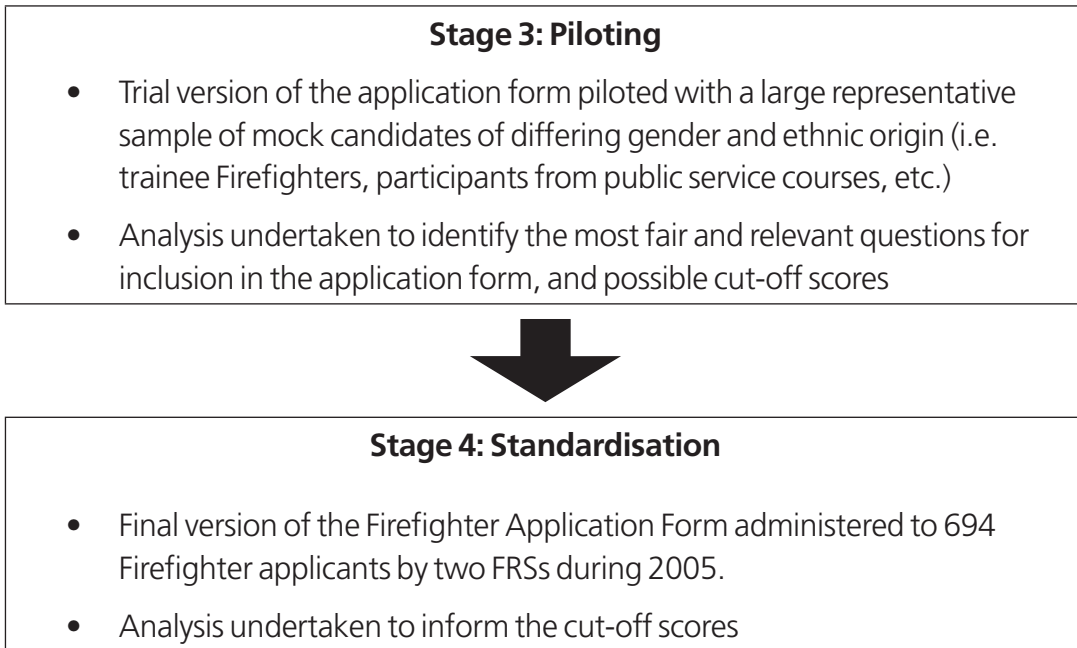 Stage 3: Piloting
• Trial version of the application form piloted with a large representative
sample of mock candidates of differing gender and ethnic origin (i.e.
trainee Firefighters, participants from public service courses, etc.)
• Analysis undertaken to identify the most fair and relevant questions for
inclusion in the application form, and possible cut-off scores
Stage 4: Standardisation
• Final version of the Firefighter Application Form administered to 694
Firefighter applicants by two FRSs during 2005.
• Analysis undertaken to inform the cut-off scores